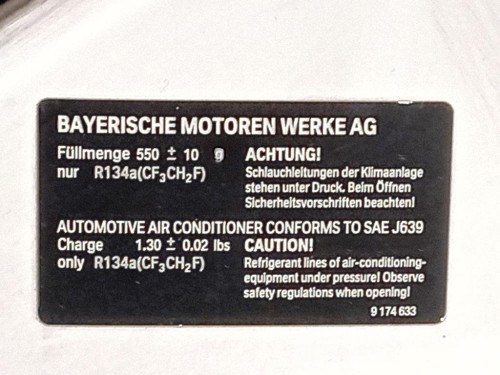 BAYERISCHE MOTOREN WERKE AG
Füllmenge 550 ± 10 g
nur R134a(CF₃CH₂F)
ACHTUNG!
Schlauchleitungen der Klimaanlage
stehen unter Druck. Beim Öffnen
Sicherheitsvorschriften beachten!
AUTOMOTIVE AIR CONDITIONER CONFORMS TO SAE J639
Charge 1.30 ± 0.02 lbs
only R134a(CF₃CH₂F)
CAUTION!
Refrigerant lines of air-conditioning-
equipment under pressure! Observe
safety regulations when opening!
9 174 633